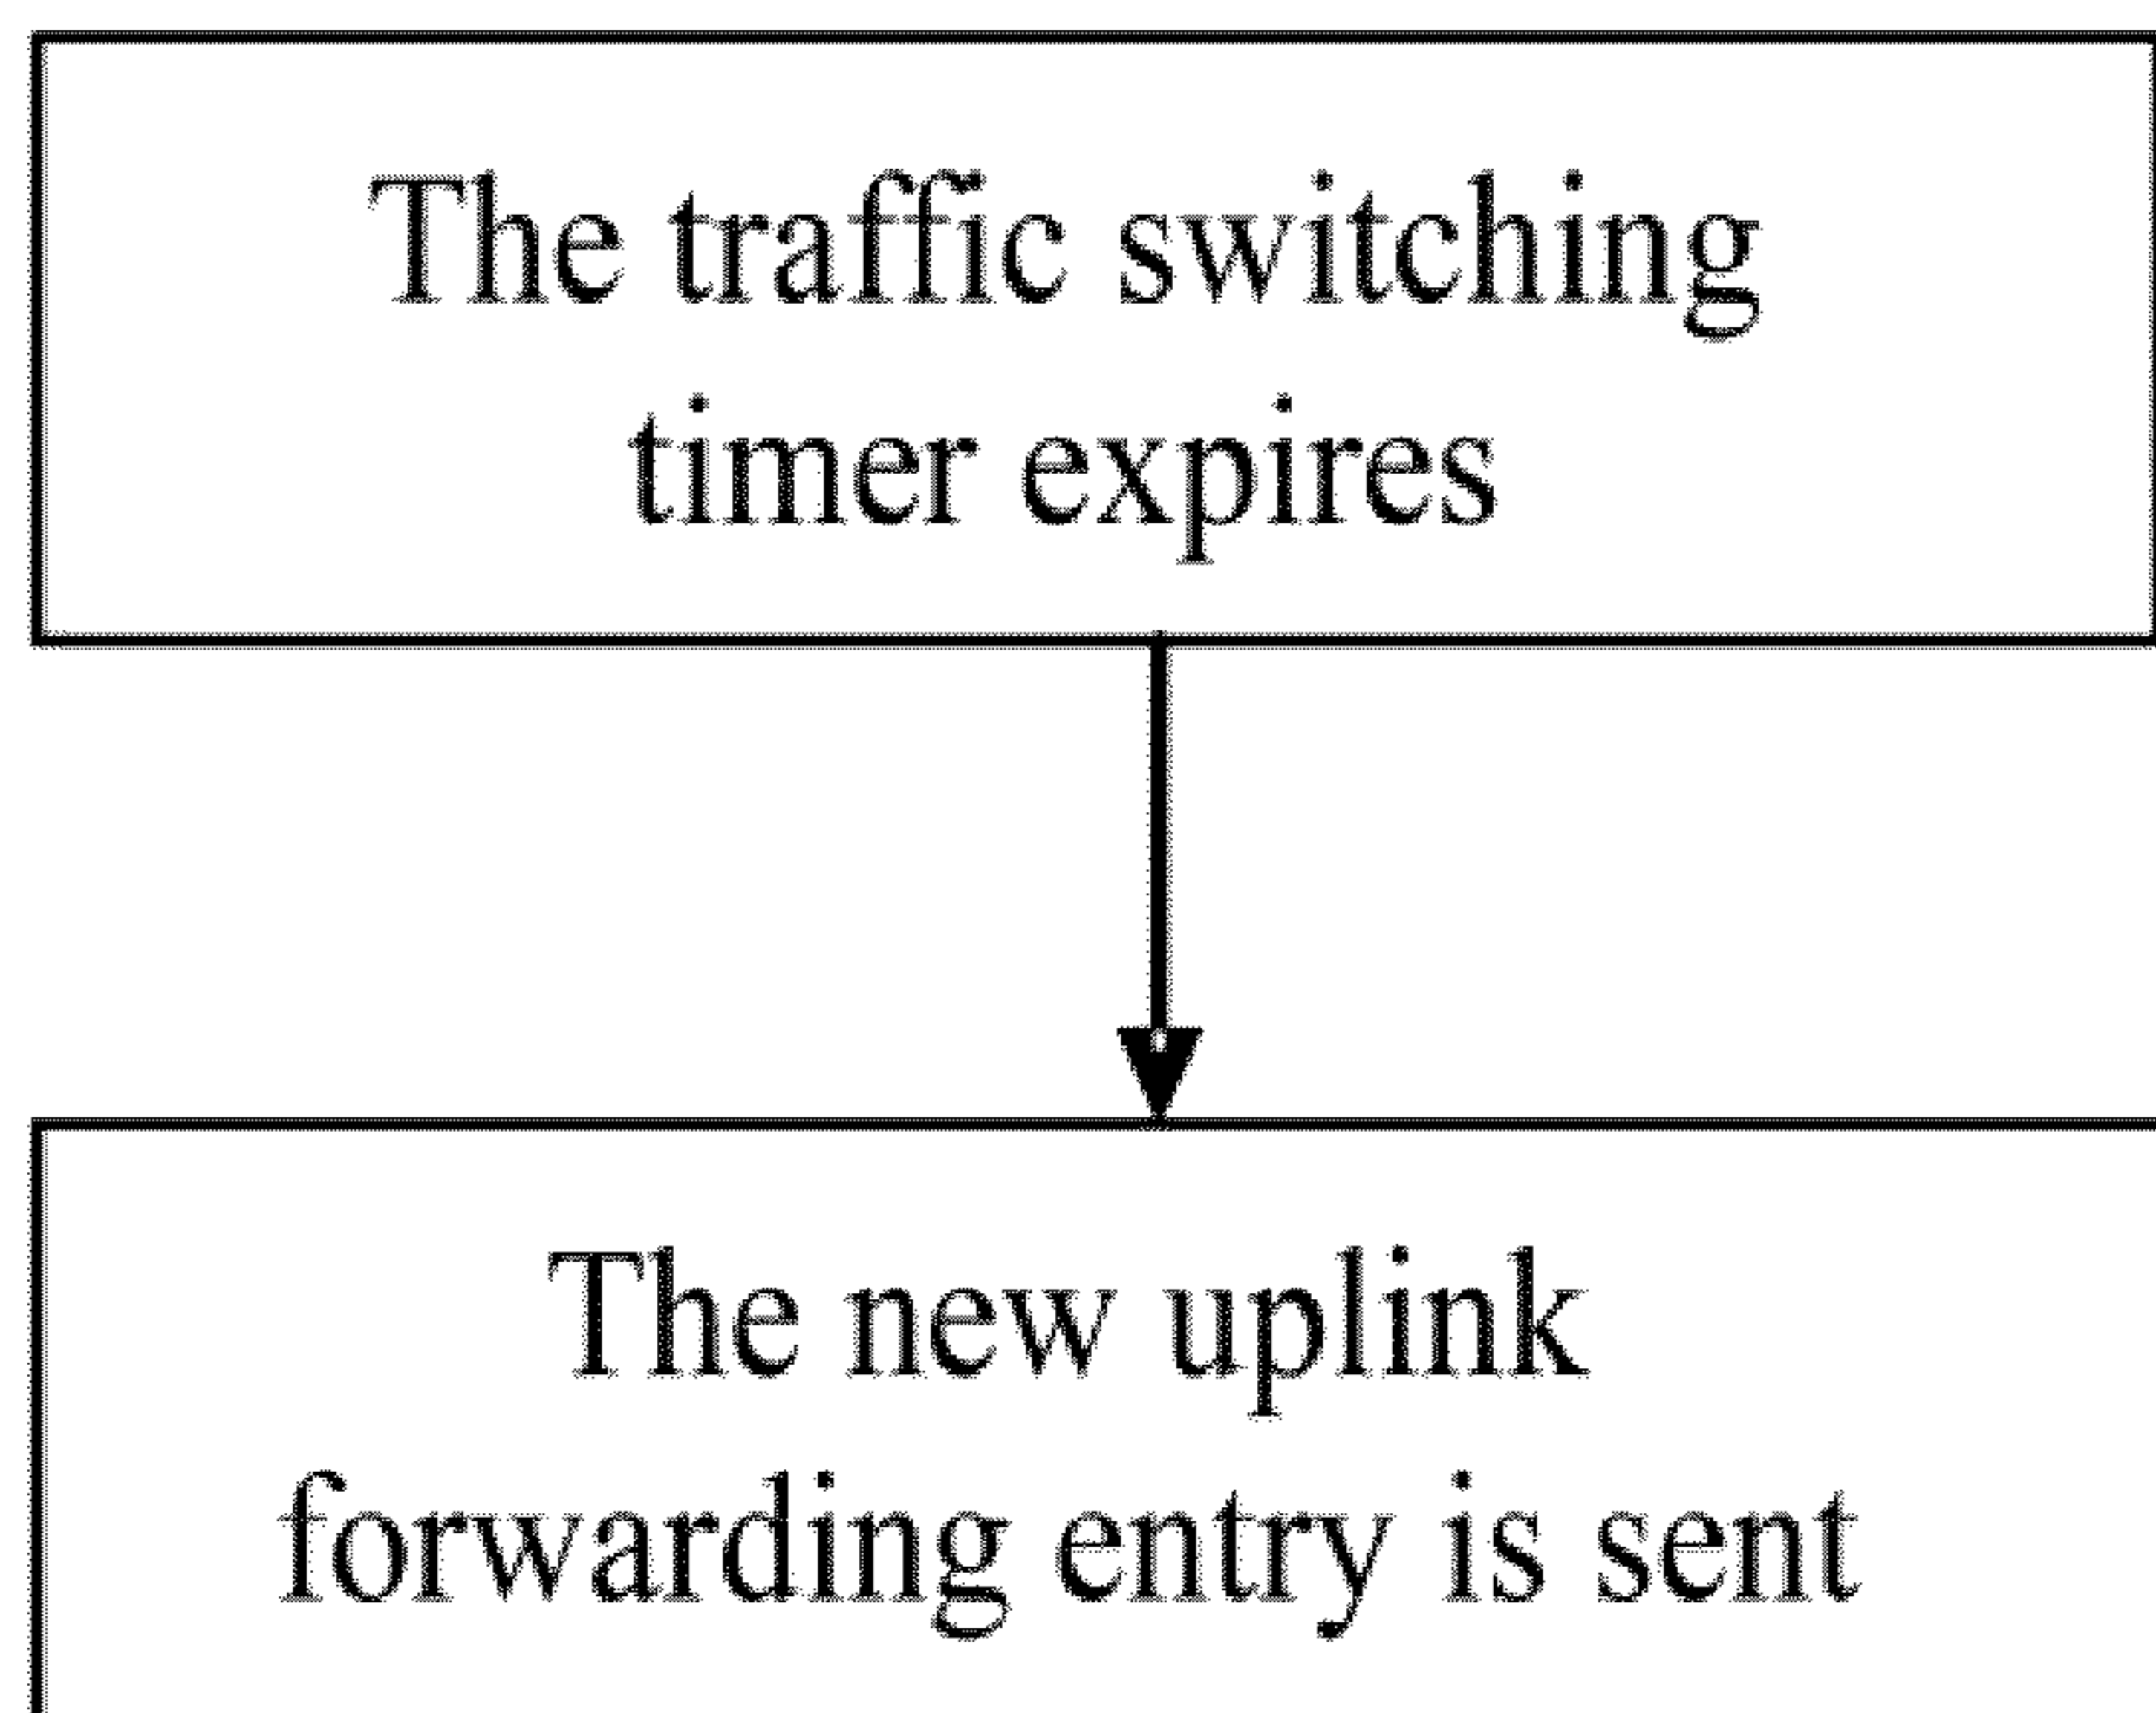 The traffic switching
timer expires
The new uplink
forwarding entry is sent